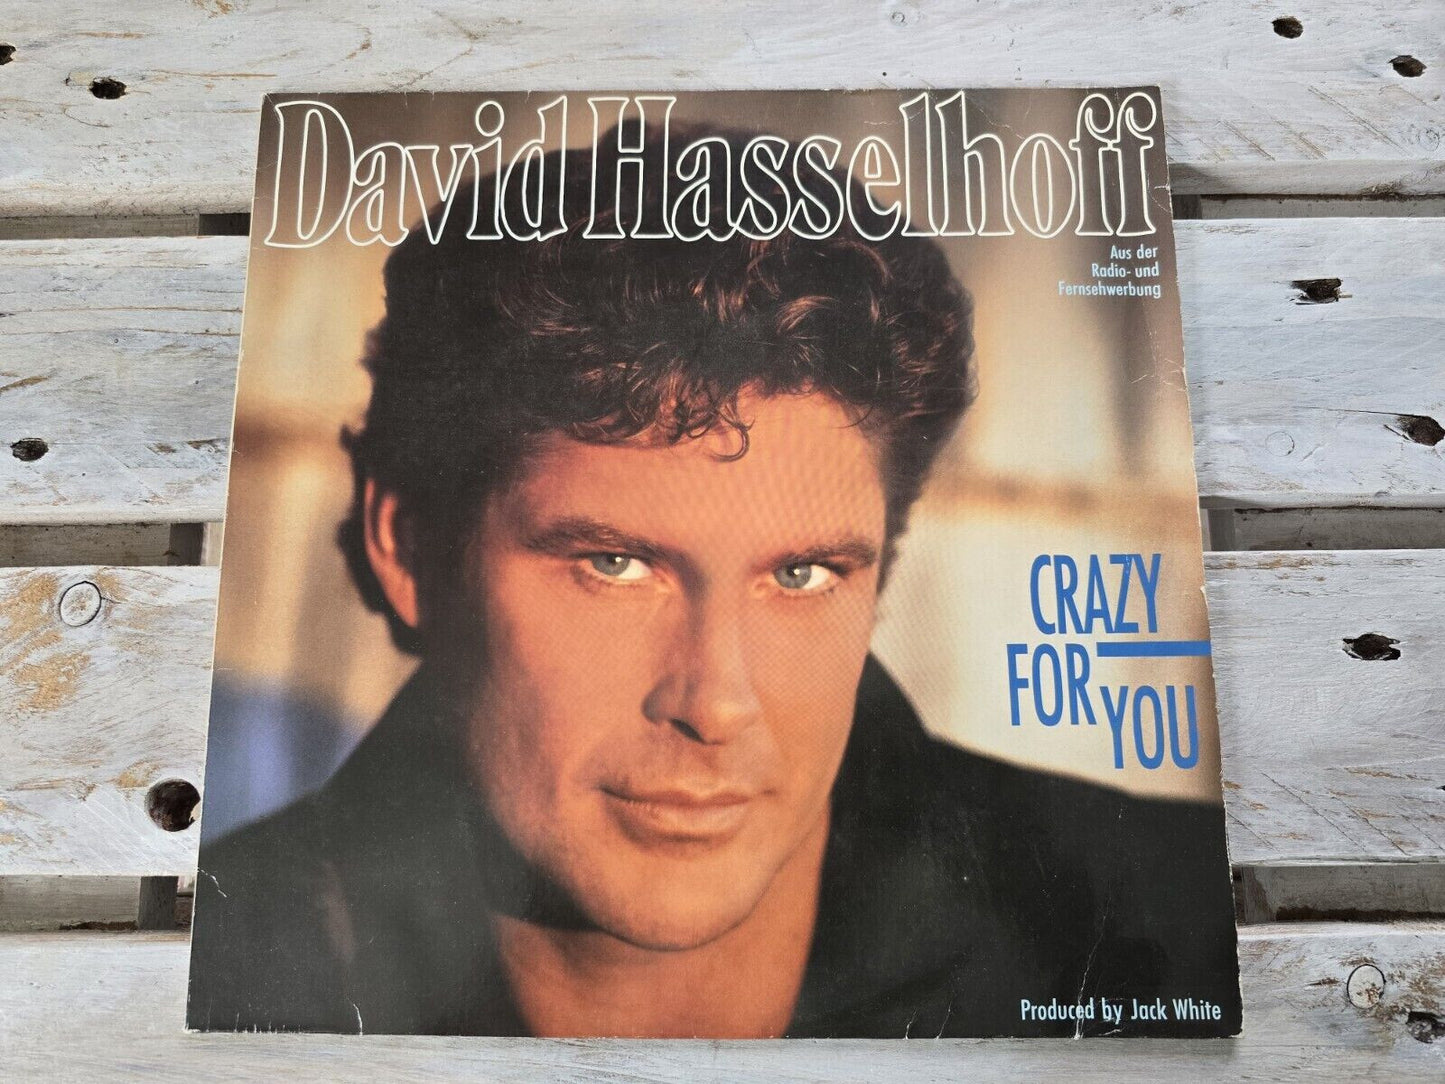 David Hasselhoff
Aus der
Radio- und
Fernsehwerbung
CRAZY
FOR
YOU
Produced by Jack White